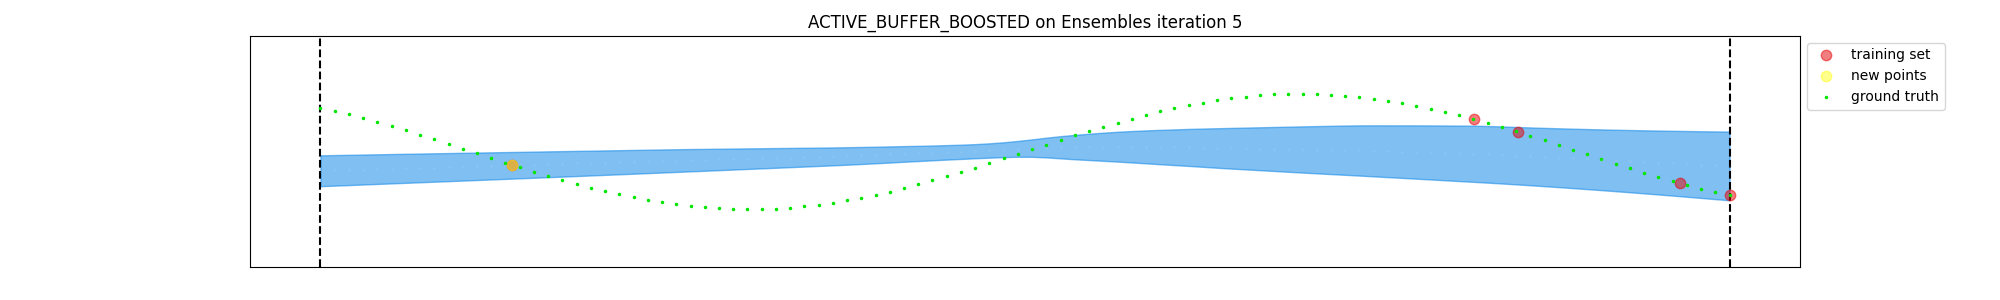 ACTIVE_BUFFER_BOOSTED on Ensembles iteration 5
training set
new points
ground truth